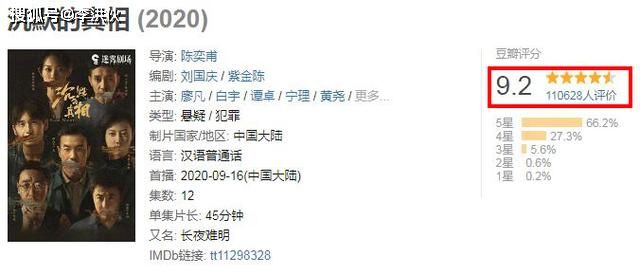 搜狐号@李洪伙
沉默的真相 (2020)
迷雾剧场
沉默的真相
导演: 陈奕甫
编剧: 刘国庆 / 紫金陈
主演: 廖凡 / 白宇 / 谭卓 / 宁理 / 黄尧 / 更多...
类型: 悬疑 / 犯罪
制片国家/地区: 中国大陆
语言: 汉语普通话
首播: 2020-09-16(中国大陆)
集数: 12
单集片长: 45分钟
又名: 长夜难明
IMDb链接: tt11298328
豆瓣评分
9.2
110628人评价
5星 66.2%
4星 27.3%
3星 5.6%
2星 0.6%
1星 0.2%